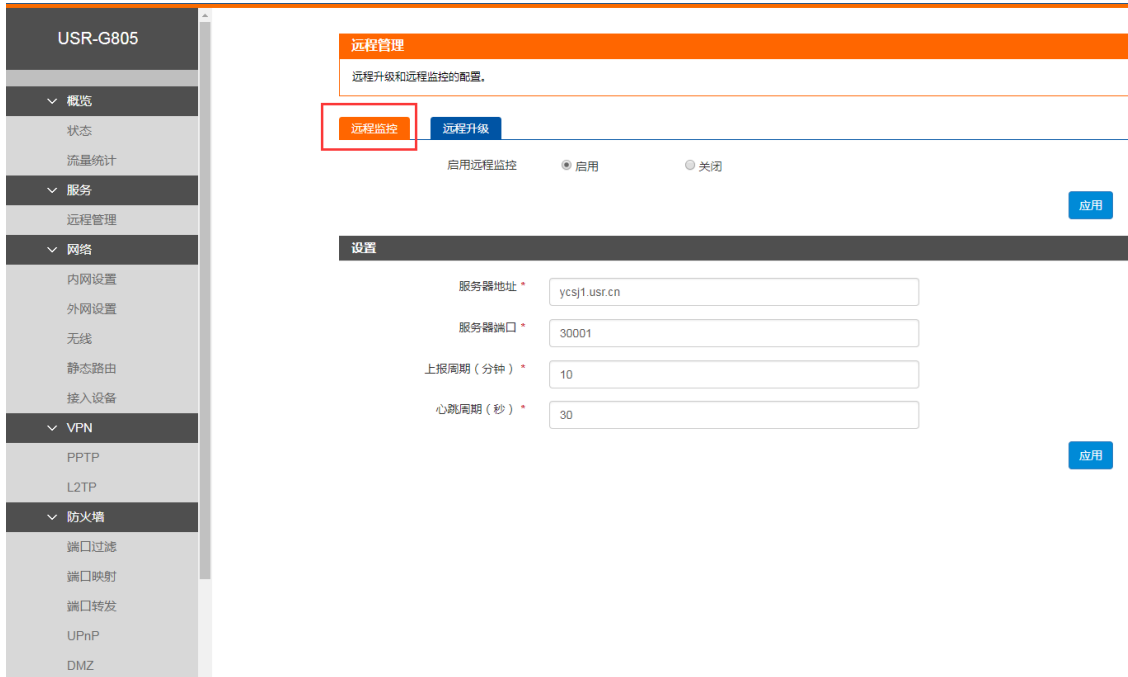 USR-G805
概览
状态
流量统计
服务
远程管理
网络
内网设置
外网设置
无线
静态路由
接入设备
VPN
PPTP
L2TP
防火墙
端口过滤
端口映射
端口转发
UPnP
DMZ
远程管理
远程升级和远程监控的配置。
远程监控 远程升级
启用远程监控 启用 关闭
应用
设置
服务器地址 * ycsj1.usr.cn
服务器端口 * 30001
上报周期（分钟） * 10
心跳周期（秒） * 30
应用